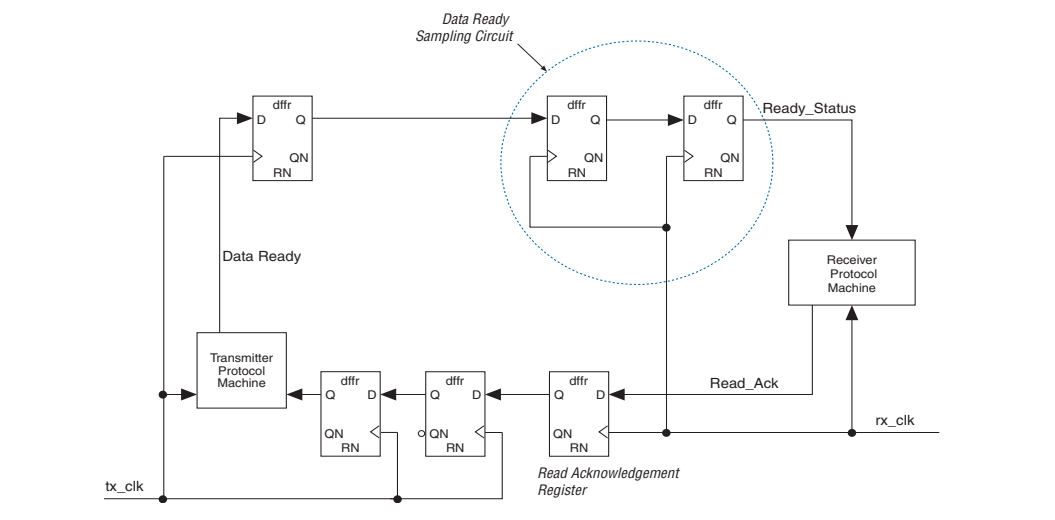 Data Ready
Sampling Circuit
dffr
D Q
QN
RN
dffr
D Q
QN
RN
dffr
D Q
QN
RN
Ready_Status
Data Ready
Receiver
Protocol
Machine
Transmitter
Protocol
Machine
dffr
Q D
QN
RN
dffr
Q D
QN
RN
dffr
Q D
QN
RN
Read_Ack
rx_clk
Read Acknowledgement
Register
tx_clk